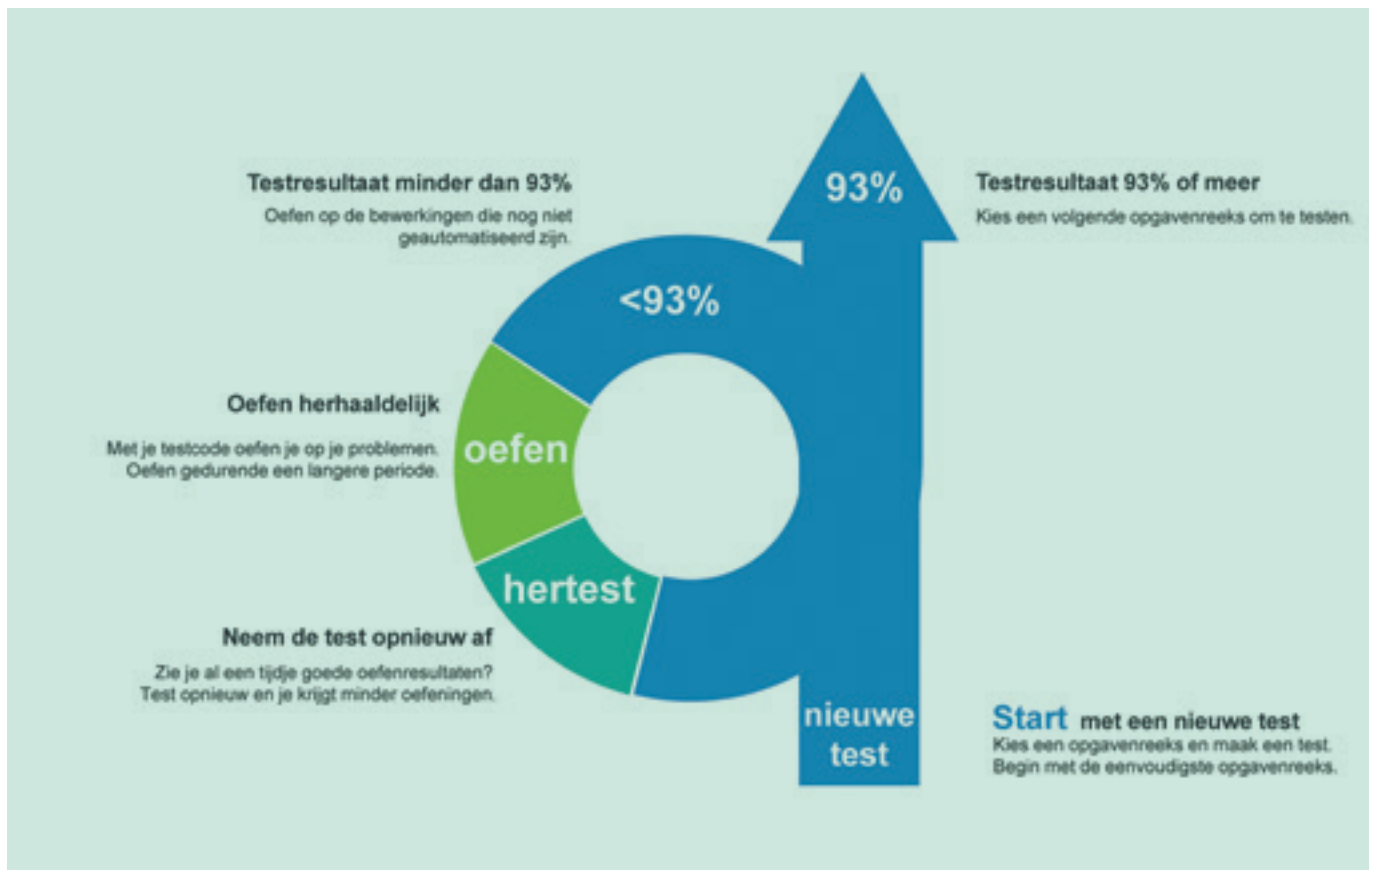 93%
Testresultaat minder dan 93%
Oefen op de bewerkingen die nog niet
geautomatiseerd zijn.
Testresultaat 93% of meer
Kies een volgende opgavenreeks om te testen.
<93%
Oefen herhaaldelijk
Met je testcode oefen je op je problemen.
Oefen gedurende een langere periode.
oefen
hertest
Neem de test opnieuw af
Zie je al een tijdje goede oefenresultaten?
Test opnieuw en je krijgt minder oefeningen.
nieuwe
test
Start met een nieuwe test
Kies een opgavenreeks en maak een test.
Begin met de eenvoudigste opgavenreeks.